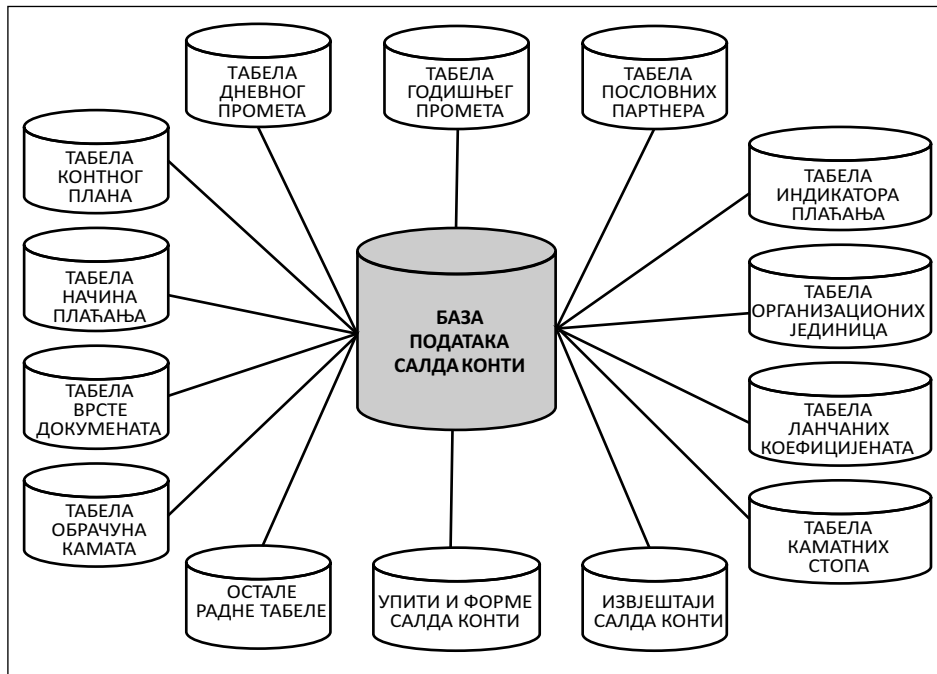 ТАБЕЛА
ДНЕВНОГ
ПРОМЕТА
ТАБЕЛА
ГОДИШЊЕГ
ПРОМЕТА
ТАБЕЛА
ПОСЛОВНИХ
ПАРТНЕРА
ТАБЕЛА
КОНТНОГ
ПЛАНА
ТАБЕЛА
ИНДИКАТОРА
ПЛАЋАЊА
ТАБЕЛА
НАЧИНА
ПЛАЋАЊА
БАЗА
ПОДАТАКА
САЛДА КОНТИ
ТАБЕЛА
ОРГАНИЗАЦИОНИХ
ЈЕДИНИЦА
ТАБЕЛА
ВРСТЕ
ДОКУМЕНАТА
ТАБЕЛА
ЛАНЧАНИХ
КОЕФИЦИЈЕНАТА
ТАБЕЛА
ОБРАЧУНА
КАМАТА
ТАБЕЛА
КАМАТНИХ
СТОПА
ОСТАЛЕ
РАДНЕ ТАБЕЛЕ
УПИТИ И ФОРМЕ
САЛДА КОНТИ
ИЗВЈЕШТАЈИ
САЛДА КОНТИ